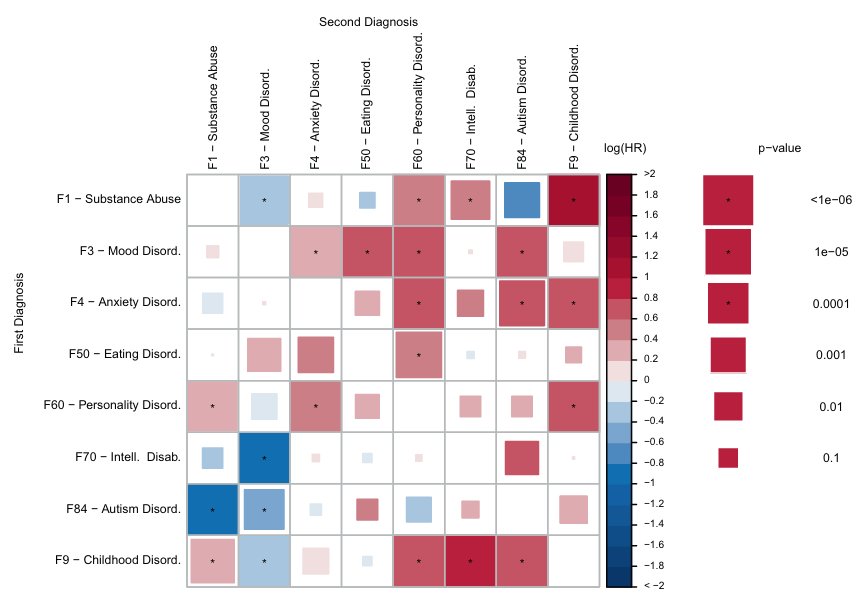 Second Diagnosis
F1 − Substance Abuse
F3 − Mood Disord.
F4 − Anxiety Disord.
F50 − Eating Disord.
F60 − Personality Disord.
F70 − Intell.  Disab.
F84 − Autism Disord.
F9 − Childhood Disord.
First Diagnosis
F1 − Substance Abuse
F3 − Mood Disord.
F4 − Anxiety Disord.
F50 − Eating Disord.
F60 − Personality Disord.
F70 − Intell.  Disab.
F84 − Autism Disord.
F9 − Childhood Disord.
log(HR)
>2
1.8
1.6
1.4
1.2
1
0.8
0.6
0.4
0.2
0
−0.2
−0.4
−0.6
−0.8
−1
−1.2
−1.4
−1.6
−1.8
< −2
p−value
<1e−06
1e−05
0.0001
0.001
0.01
0.1